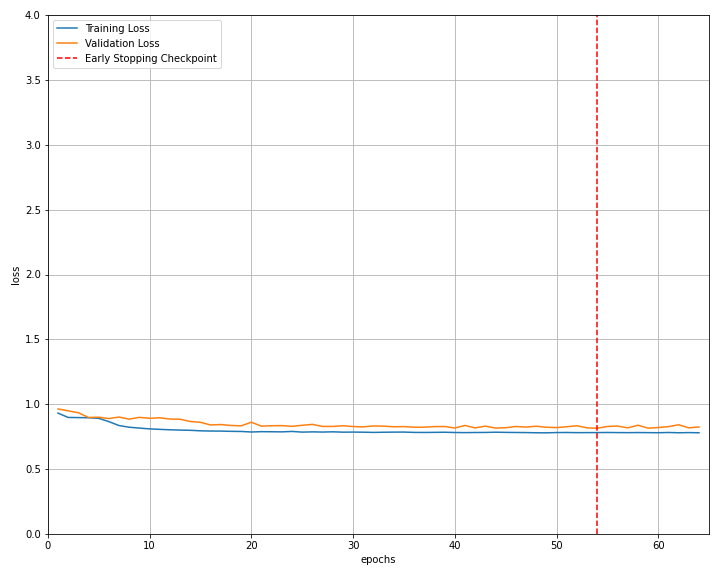 4.0
3.5
3.0
2.5
2.0
1.5
1.0
0.5
0.0
loss
Training Loss
Validation Loss
Early Stopping Checkpoint
0 10 20 30 40 50 60
epochs